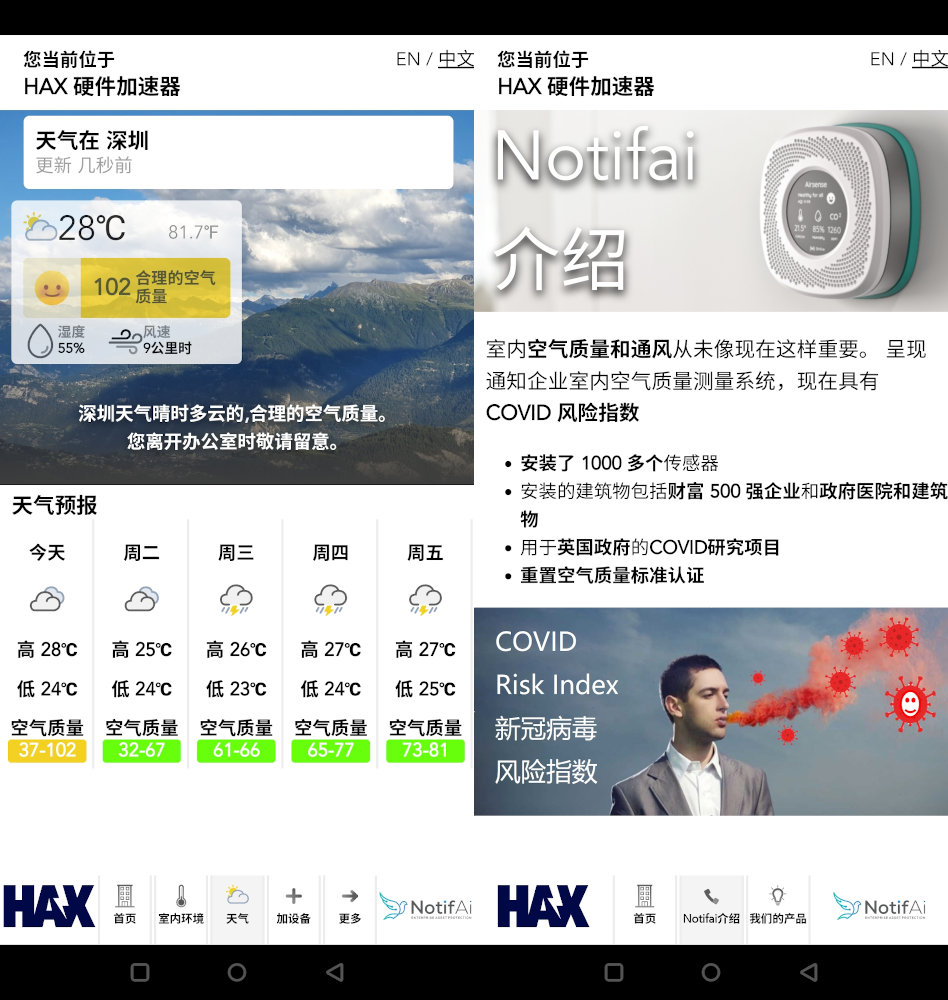 您当前位于
HAX 硬件加速器
EN / 中文
天气在 深圳
更新 几秒前
28℃
81.7°F
102
合理的空气
质量
湿度
55%
风速
9公里时
深圳天气晴时多云的,合理的空气质量。
您离开办公室时敬请留意。
天气预报
今天 周二 周三 周四 周五
高 28℃ 高 25℃ 高 26℃ 高 27℃ 高 27℃
低 24℃ 低 24℃ 低 23℃ 低 24℃ 低 25℃
空气质量 空气质量 空气质量 空气质量 空气质量
37-102 32-67 61-66 65-77 73-81
HAX
首页 室内环境 天气 加设备 更多
NotifAi
ENTERPRISE ASSET PROTECTION
您当前位于
HAX 硬件加速器
EN / 中文
Notifai
介绍
Airsense
Healthy for all
CO²
21.5° 85% 1260
室内空气质量和通风从未像现在这样重要。 呈现
通知企业室内空气质量测量系统，现在具有
COVID 风险指数
• 安装了 1000 多个传感器
• 安装的建筑物包括财富 500 强企业和政府医院和建筑
物
• 用于英国政府的COVID研究项目
• 重置空气质量标准认证
COVID
Risk Index
新冠病毒
风险指数
HAX
首页 Notifai介绍 我们的产品
NotifAi
ENTERPRISE ASSET PROTECTION